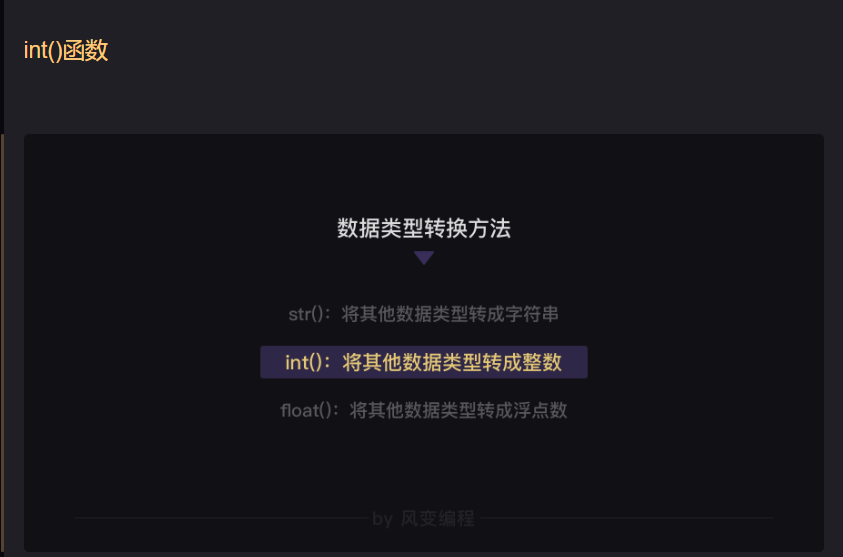 int()函数
数据类型转换方法
str()：将其他数据类型转成字符串
int()：将其他数据类型转成整数
float()：将其他数据类型转成浮点数
by 风变编程